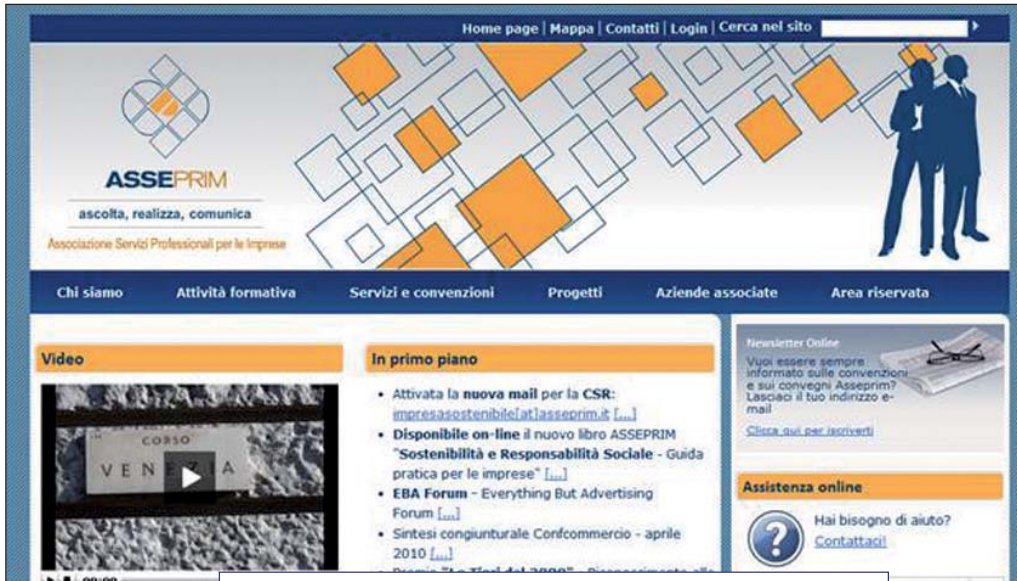 Home page | Mappa | Contatti | Login | Cerca nel sito
ASSEPRIM
ascolta, realizza, comunica
Associazione Servizi Professionali per le Imprese
Chi siamo Attività formativa Servizi e convenzioni Progetti Aziende associate Area riservata
Video
CORSO
VENEZIA
00:00
In primo piano
• Attivata la nuova mail per la CSR:
impresasostenibile[at]asseprim.it [...]
• Disponibile on-line il nuovo libro ASSEPRIM
"Sostenibilità e Responsabilità Sociale - Guida
pratica per le imprese" [...]
• EBA Forum - Everything But Advertising
Forum [...]
• Sintesi congiunturale Confcommercio - aprile
2010 [...]
Newsletter Online
Vuoi essere sempre
informato sulle convenzioni
e sui convegni Asseprim?
Lasciaci il tuo indirizzo e-
mail
Clicca qui per iscriverti
Assistenza online
Hai bisogno di aiuto?
Contattaci!